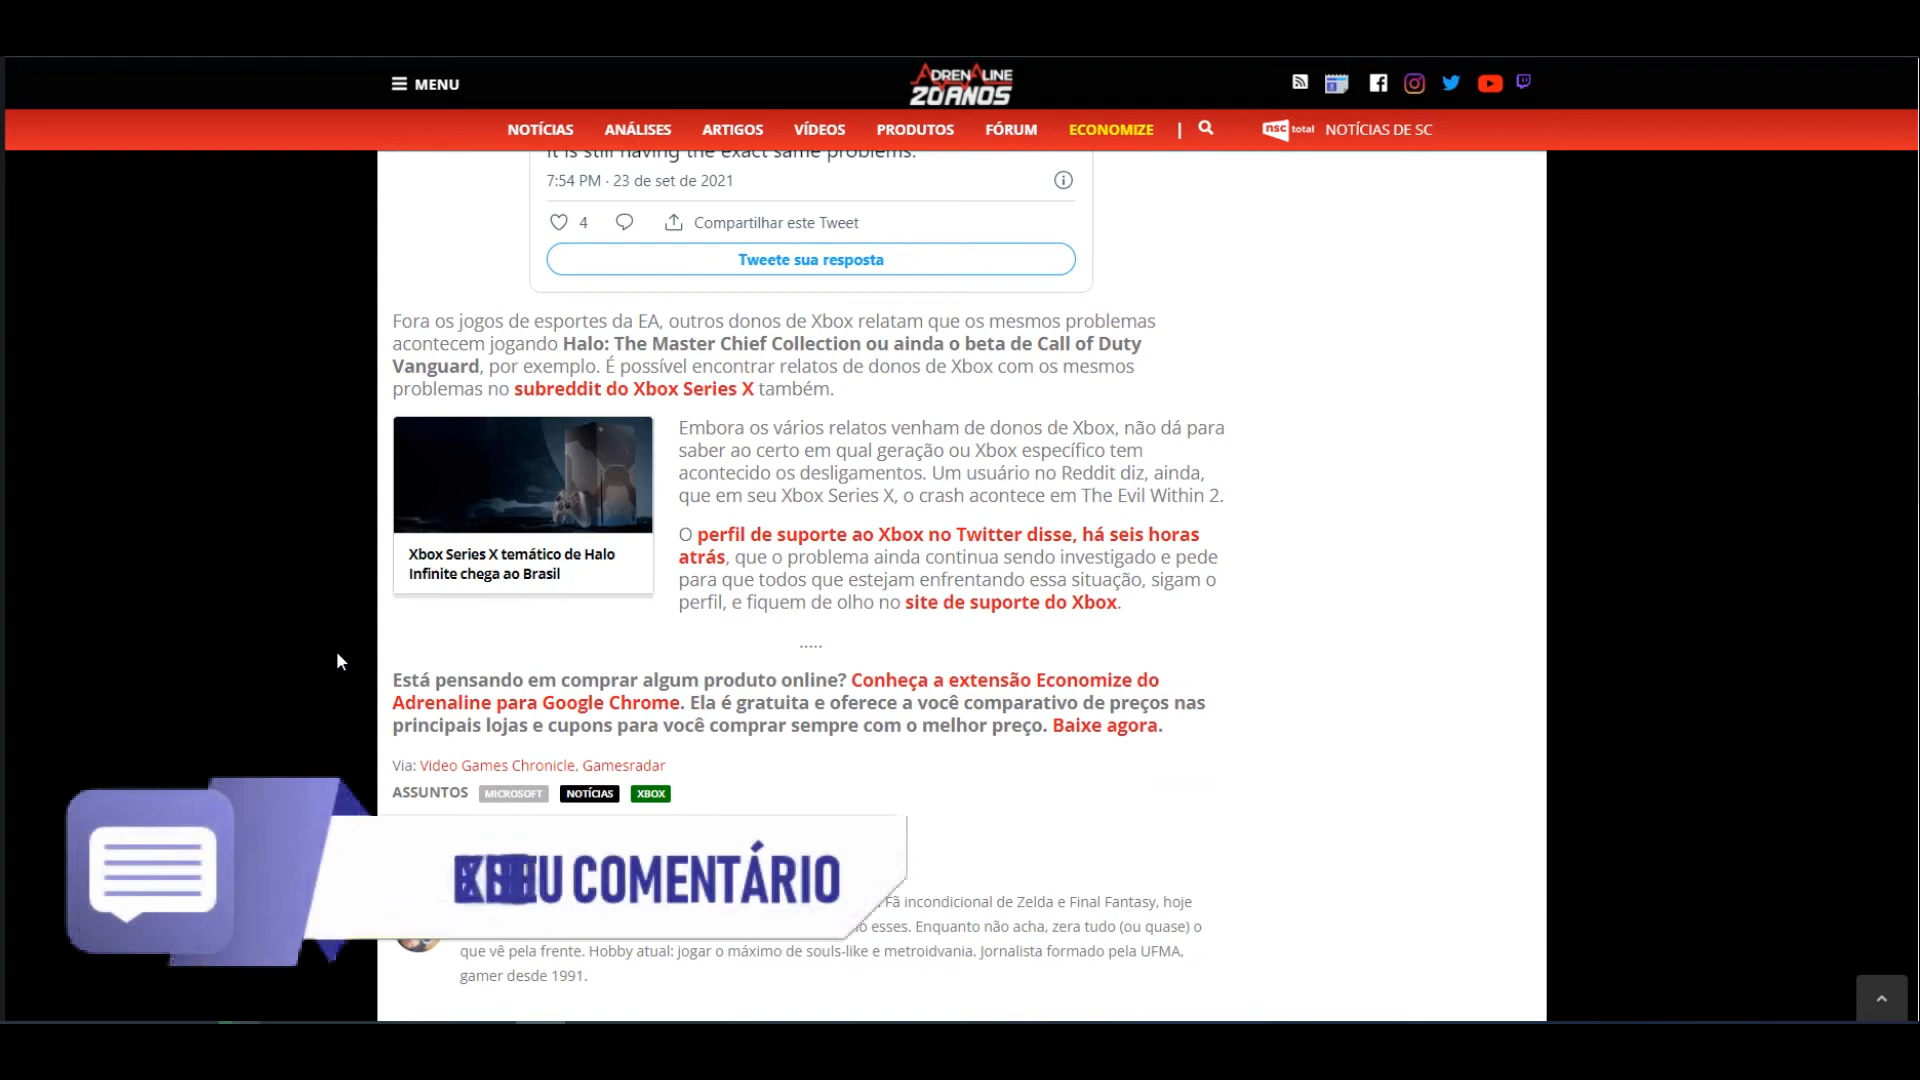 MENU
ADRENALINE
20 ANOS
NOTÍCIAS ANÁLISES ARTIGOS VÍDEOS PRODUTOS FÓRUM ECONOMIZE | nsc total NOTÍCIAS DE SC
It is still having the exact same problems.
7:54 PM · 23 de set de 2021
4 Compartilhar este Tweet
Tweete sua resposta
Fora os jogos de esportes da EA, outros donos de Xbox relatam que os mesmos problemas
acontecem jogando Halo: The Master Chief Collection ou ainda o beta de Call of Duty
Vanguard, por exemplo. É possível encontrar relatos de donos de Xbox com os mesmos
problemas no subreddit do Xbox Series X também.
Xbox Series X temático de Halo
Infinite chega ao Brasil
Embora os vários relatos venham de donos de Xbox, não dá para
saber ao certo em qual geração ou Xbox específico tem
acontecido os desligamentos. Um usuário no Reddit diz, ainda,
que em seu Xbox Series X, o crash acontece em The Evil Within 2.
O perfil de suporte ao Xbox no Twitter disse, há seis horas
atrás, que o problema ainda continua sendo investigado e pede
para que todos que estejam enfrentando essa situação, sigam o
perfil, e fiquem de olho no site de suporte do Xbox.
.....
Está pensando em comprar algum produto online? Conheça a extensão Economize do
Adrenaline para Google Chrome. Ela é gratuita e oferece a você comparativo de preços nas
principais lojas e cupons para você comprar sempre com o melhor preço. Baixe agora.
Via: Video Games Chronicle, Gamesradar
ASSUNTOS MICROSOFT NOTÍCIAS XBOX
COMENTÁRIO
Fã incondicional de Zelda e Final Fantasy, hoje
esses. Enquanto não acha, zera tudo (ou quase) o
que vê pela frente. Hobby atual: jogar o máximo de souls-like e metroidvania. Jornalista formado pela UFMA,
gamer desde 1991.